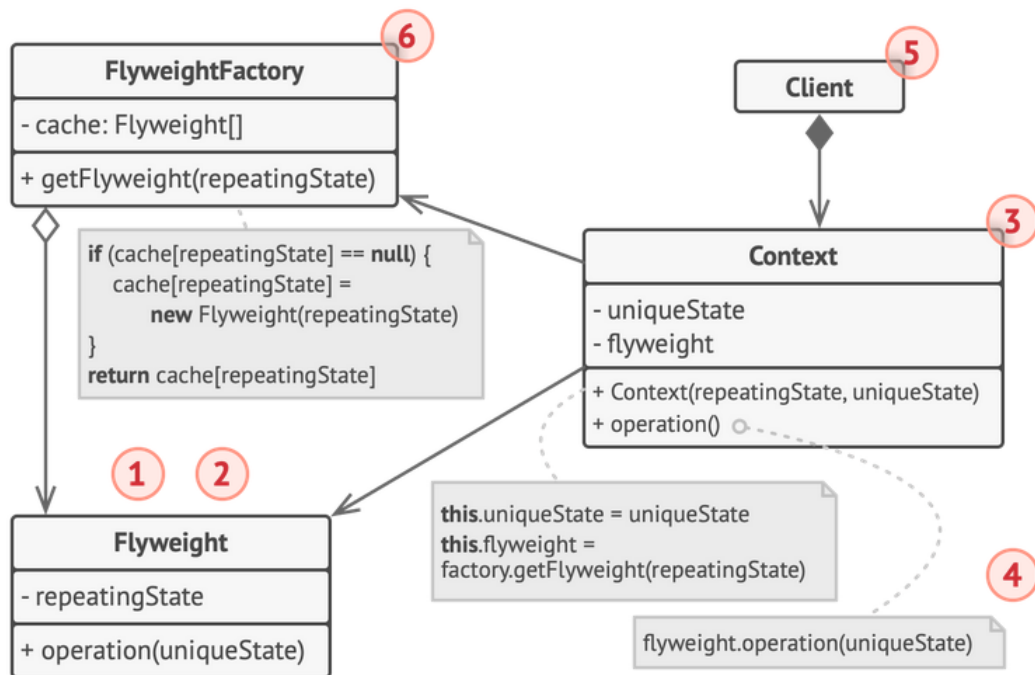 6
FlyweightFactory
- cache: Flyweight[]
+ getFlyweight(repeatingState)
if (cache[repeatingState] == null) {
cache[repeatingState] =
new Flyweight(repeatingState)
}
return cache[repeatingState]
5
Client
3
Context
- uniqueState
- flyweight
+ Context(repeatingState, uniqueState)
+ operation()
1
2
Flyweight
- repeatingState
+ operation(uniqueState)
this.uniqueState = uniqueState
this.flyweight =
factory.getFlyweight(repeatingState)
4
flyweight.operation(uniqueState)